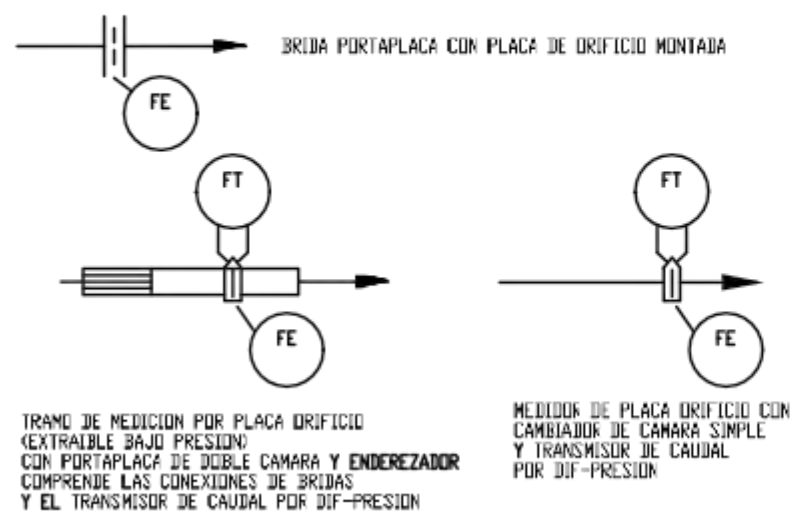 BRIDA PORTAPLACA CON PLACA DE ORIFICIO MONTADA
FE
FT
FE
TRAMO DE MEDICION POR PLACA ORIFICIO
(EXTRAIBLE BAJO PRESION)
CON PORTAPLACA DE DOBLE CAMARA Y ENDEREZADOR
COMPRENDE LAS CONEXIONES DE BRIDAS
Y EL TRANSMISOR DE CAUDAL POR DIF-PRESION
FT
FE
MEDIDOR DE PLACA ORIFICIO CON
CAMBIADOR DE CAMARA SIMPLE
Y TRANSMISOR DE CAUDAL
POR DIF-PRESION